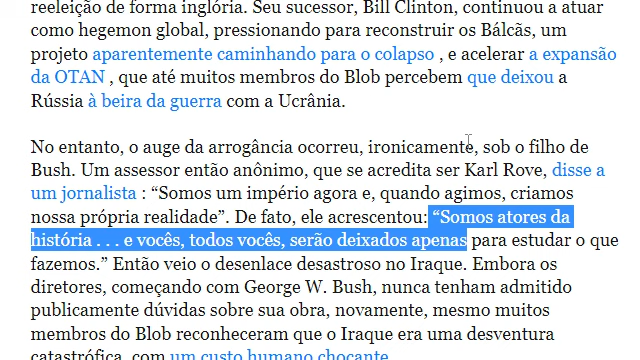 reeleição de forma inglória. Seu sucessor, Bill Clinton, continuou a atuar
como hegemon global, pressionando para reconstruir os Bálcãs, um
projeto aparentemente caminhando para o colapso , e acelerar a expansão
da OTAN , que até muitos membros do Blob percebem que deixou a
Rússia à beira da guerra com a Ucrânia.
No entanto, o auge da arrogância ocorreu, ironicamente, sob o filho de
Bush. Um assessor então anônimo, que se acredita ser Karl Rove, disse a
um jornalista : “Somos um império agora e, quando agimos, criamos
nossa própria realidade”. De fato, ele acrescentou: “Somos atores da
história . . . e vocês, todos vocês, serão deixados apenas para estudar o que
fazemos.” Então veio o desenlace desastroso no Iraque. Embora os
diretores, começando com George W. Bush, nunca tenham admitido
publicamente dúvidas sobre sua obra, novamente, mesmo muitos
membros do Blob reconheceram que o Iraque era uma desventura
catastrófica, com um custo humano chocante